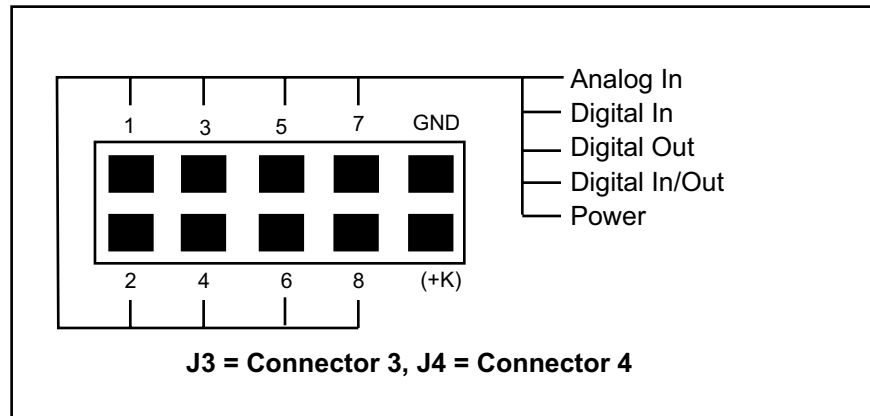 Analog In
1 3 5 7 GND
Digital In
Digital Out
Digital In/Out
Power
2 4 6 8 (+K)
J3 = Connector 3, J4 = Connector 4